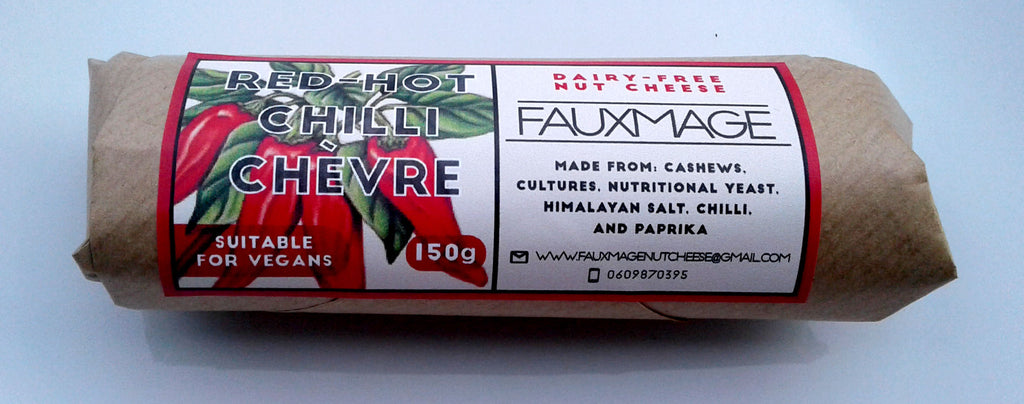 RED-HOT
CHILLI
CHÈVRE
SUITABLE
FOR VEGANS
150g
DAIRY-FREE
NUT CHEESE
FAUXMAGE
MADE FROM: CASHEWS,
CULTURES, NUTRITIONAL YEAST,
HIMALAYAN SALT, CHILLI,
AND PAPRIKA
WWW.FAUXMAGENUTCHEESE@GMAIL.COM
0609870395